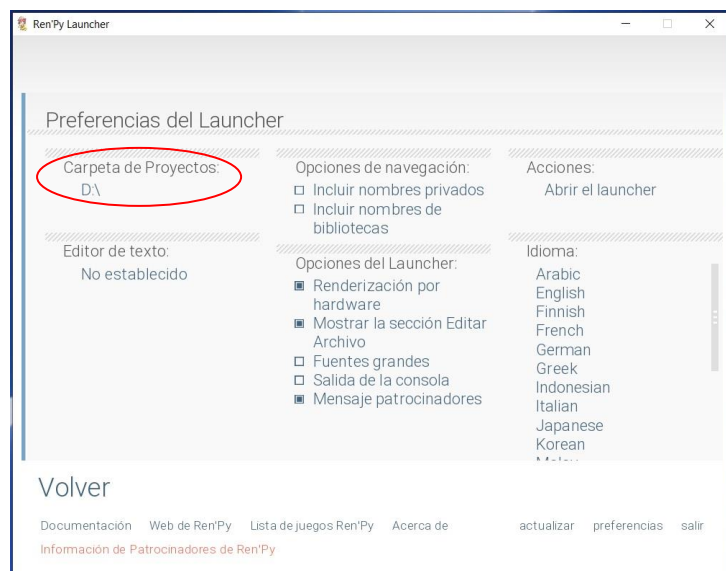 Ren'Py Launcher
Preferencias del Launcher
Carpeta de Proyectos:
D:\
Editor de texto:
No establecido
Opciones de navegación:
Incluir nombres privados
Incluir nombres de
bibliotecas
Opciones del Launcher:
Renderización por
hardware
Mostrar la sección Editar
Archivo
Fuentes grandes
Salida de la consola
Mensaje patrocinadores
Acciones:
Abrir el launcher
Idioma:
Arabic
English
Finnish
French
German
Greek
Indonesian
Italian
Japanese
Korean
Volver
Documentación Web de Ren'Py Lista de juegos Ren'Py Acerca de actualizar preferencias salir
Información de Patrocinadores de Ren'Py